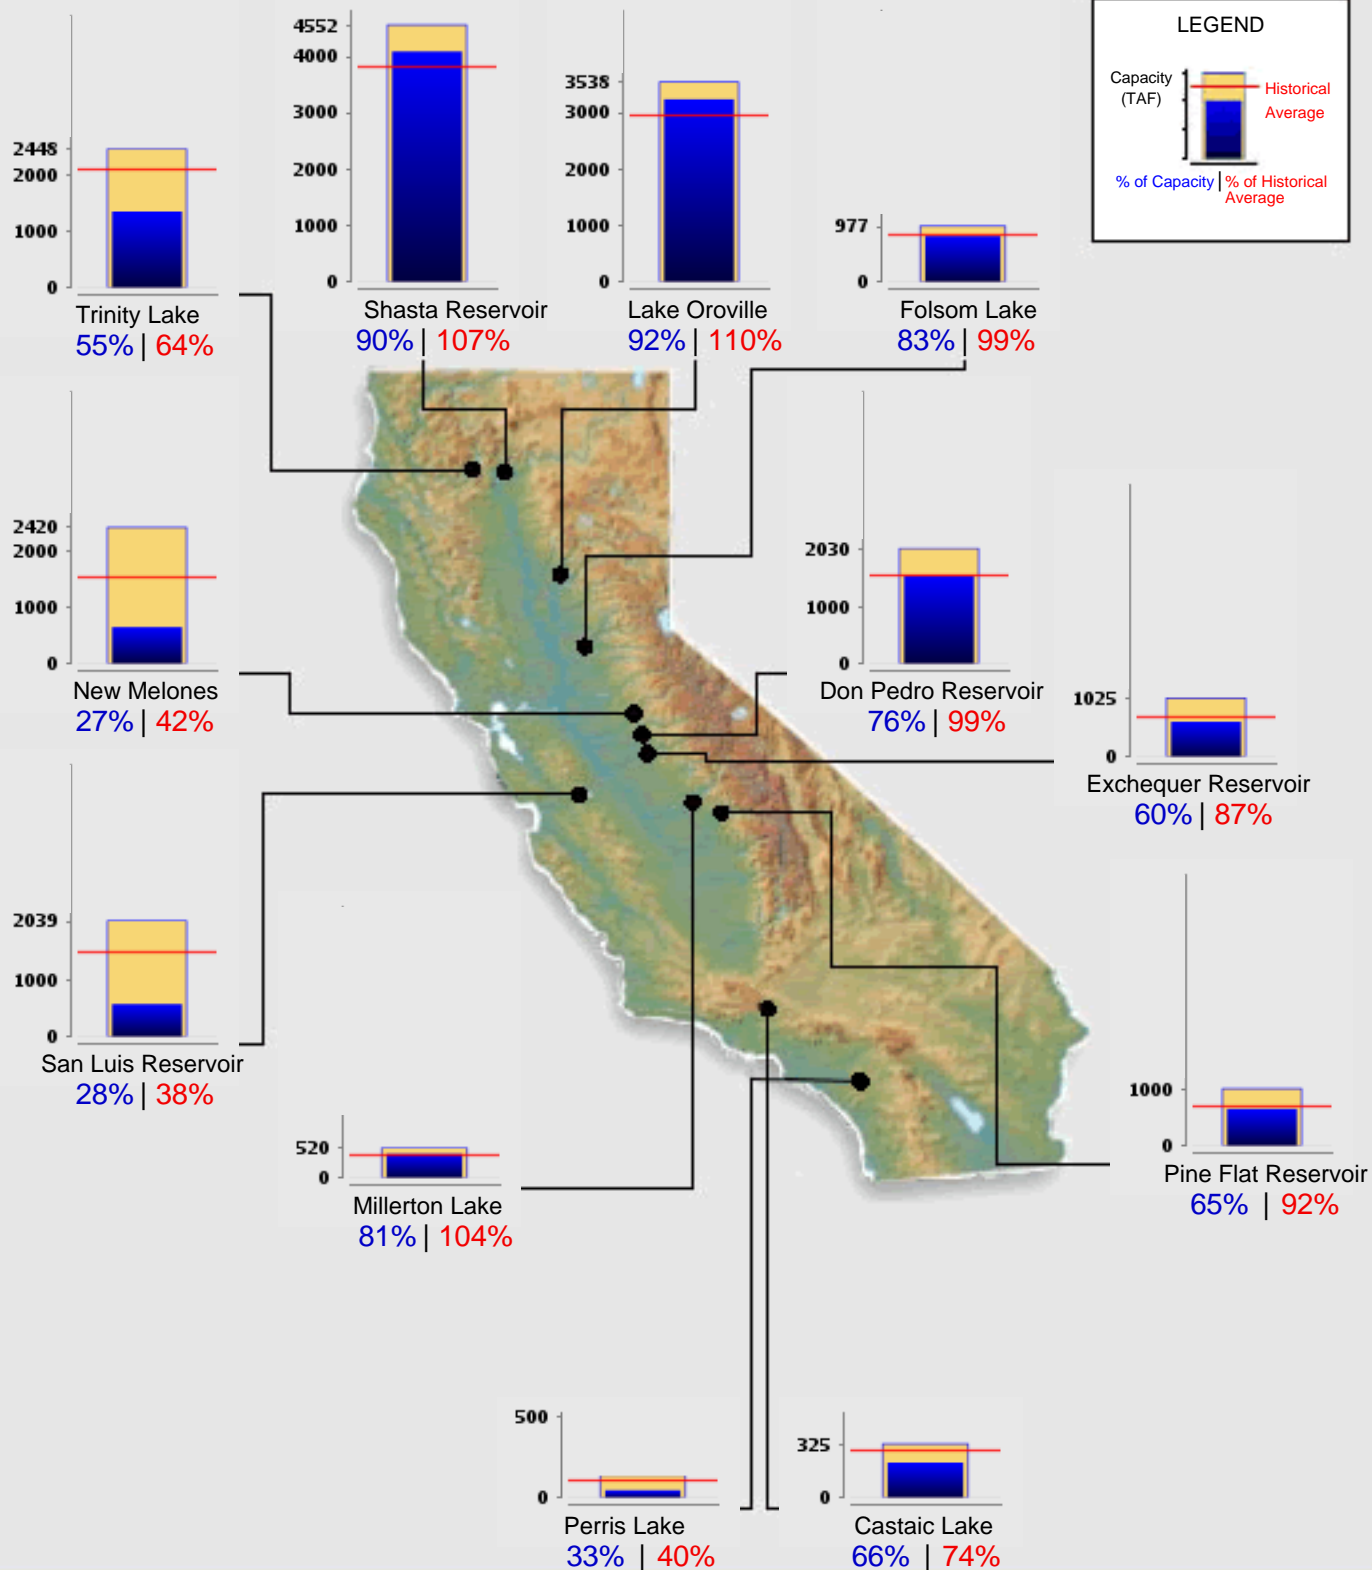 LEGEND
Capacity
(TAF)
Historical
Average
% of Capacity | % of Historical
Average
2448
2000
1000
0
Trinity Lake
55% | 64%
4552
4000
3000
2000
1000
0
Shasta Reservoir
90% | 107%
3538
3000
2000
1000
0
Lake Oroville
92% | 110%
977
0
Folsom Lake
83% | 99%
2420
2000
1000
0
New Melones
27% | 42%
2030
1000
0
Don Pedro Reservoir
76% | 99%
1025
0
Exchequer Reservoir
60% | 87%
2039
1000
0
San Luis Reservoir
28% | 38%
520
0
Millerton Lake
81% | 104%
1000
0
Pine Flat Reservoir
65% | 92%
500
0
Perris Lake
33% | 40%
325
0
Castaic Lake
66% | 74%